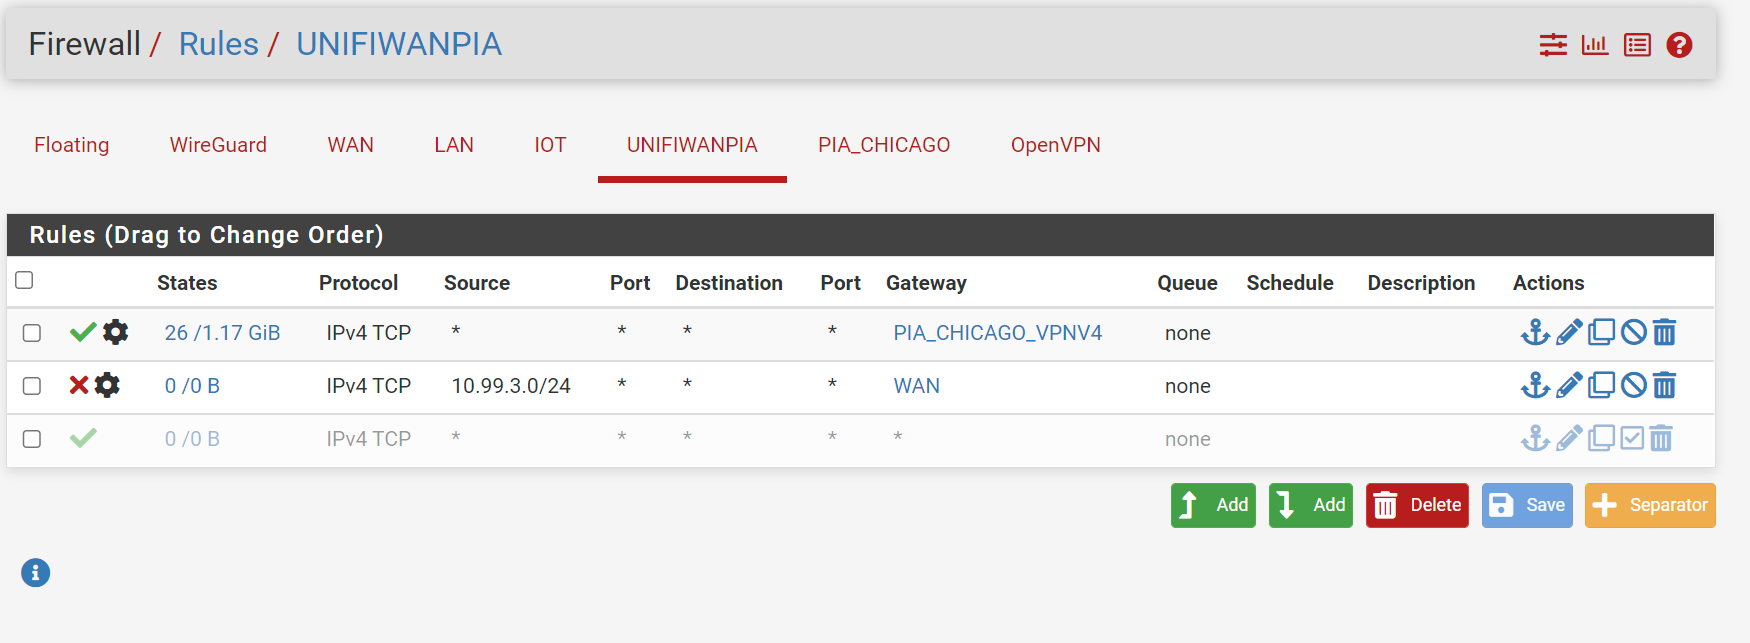 Firewall / Rules / UNIFIWANPIA
Floating WireGuard WAN LAN IOT UNIFIWANPIA PIA_CHICAGO OpenVPN
Rules (Drag to Change Order)
States Protocol Source Port Destination Port Gateway Queue Schedule Description Actions
26 /1.17 GiB IPv4 TCP * * * * PIA_CHICAGO_VPNV4 none
0 /0 B IPv4 TCP 10.99.3.0/24 * * * WAN none
0 /0 B IPv4 TCP * * * * * none
Add Add Delete Save Separator